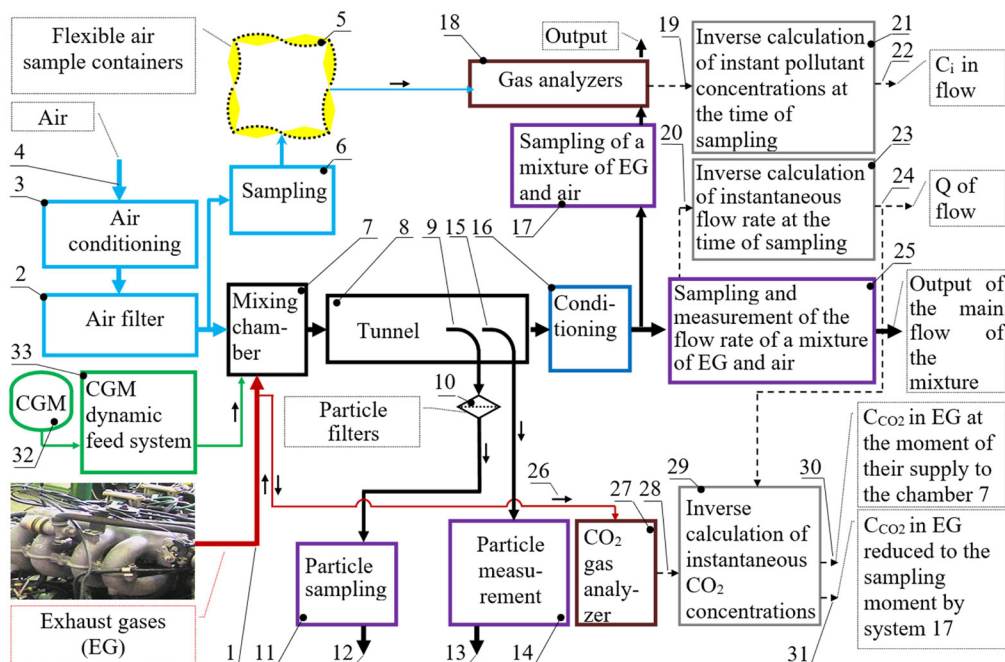 Flexible air
sample containers
5
18
Output
19
21
22
Gas analyzers
Inverse calculation
of instant pollutant
concentrations at
the time of
sampling
Cᵢ in
flow
Air
4
3
6
Sampling
Sampling of a
mixture of EG
and air
17
20
23
24
Inverse calculation
of instantaneous
flow rate at the
time of sampling
Q of
flow
Air
conditioning
2
7
8
9
15
16
25
Air filter
Mixing
cham-
ber
Tunnel
Condi-
tioning
Sampling and
measurement of the
flow rate of a mixture
of EG and air
Output of
the main
flow of
the
mixture
33
CGM
32
CGM
dynamic
feed system
10
Particle
filters
26
27
28
29
30
C_CO2 in EG at
the moment of
their supply to
the chamber 7
Exhaust gases
(EG)
1
Particle
sampling
11
12
Particle
measu-
rement
13
14
CO₂
gas
analy-
zer
Inverse
calculation of
instantaneous
CO₂
concentrations
C_CO2 in EG
reduced to the
sampling
moment by
system 17
31